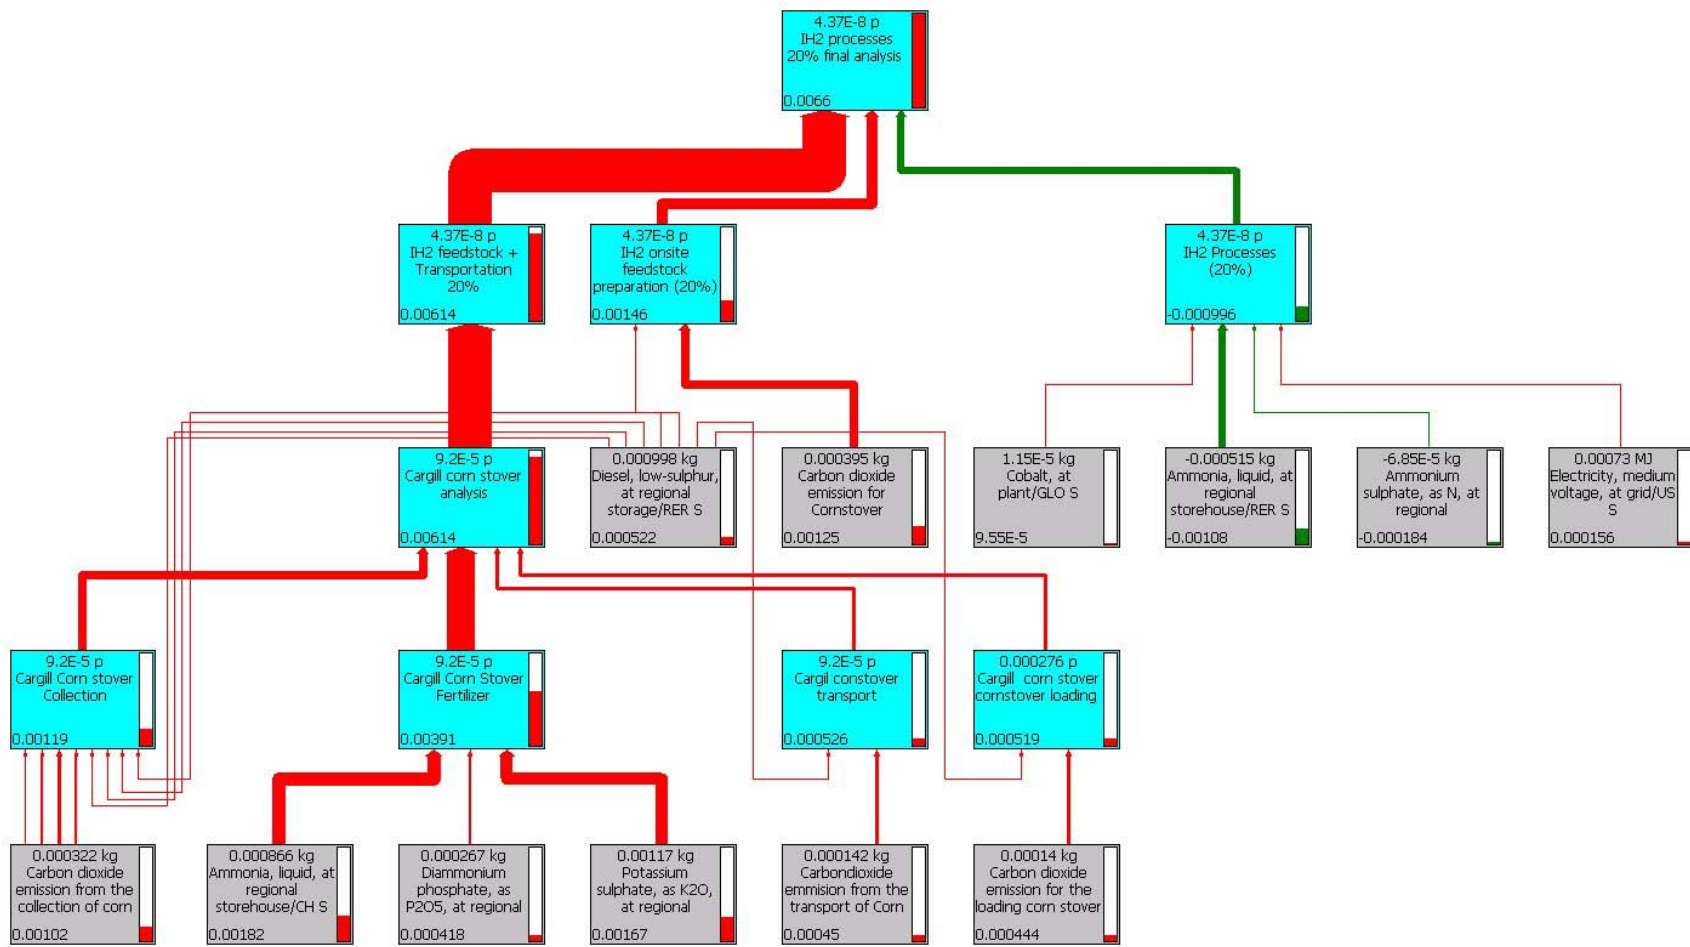 4.37E-8 p
IH2 processes
20% final analysis
0.0066
4.37E-8 p
IH2 feedstock +
Transportation
20%
0.00614
4.37E-8 p
IH2 onsite
feedstock
preparation (20%)
0.00146
4.37E-8 p
IH2 Processes
(20%)
-0.000996
9.2E-5 p
Cargill corn stover
analysis
0.00614
0.000998 kg
Diesel, low-sulphur,
at regional
storage/RER S
0.000522
0.000395 kg
Carbon dioxide
emission for
Cornstover
0.00125
1.15E-5 kg
Cobalt, at
plant/GLO S
9.55E-5
-0.000515 kg
Ammonia, liquid, at
regional
storehouse/RER S
-0.00108
-6.85E-5 kg
Ammonium
sulphate, as N, at
regional
-0.000184
0.00073 MJ
Electricity, medium
voltage, at grid/US
S
0.000156
9.2E-5 p
Cargill Corn stover
Collection
0.00119
9.2E-5 p
Cargill Corn Stover
Fertilizer
0.00391
9.2E-5 p
Cargil constover
transport
0.000526
0.000276 p
Cargill corn stover
cornstover loading
0.000519
0.000322 kg
Carbon dioxide
emission from the
collection of corn
0.00102
0.000866 kg
Ammonia, liquid, at
regional
storehouse/CH S
0.00182
0.000267 kg
Diammonium
phosphate, as
P2O5, at regional
0.000418
0.00117 kg
Potassium
sulphate, as K2O,
at regional
0.00167
0.000142 kg
Carbondioxide
emmision from the
transport of Corn
0.00045
0.00014 kg
Carbon dioxide
emission for the
loading corn stover
0.000444